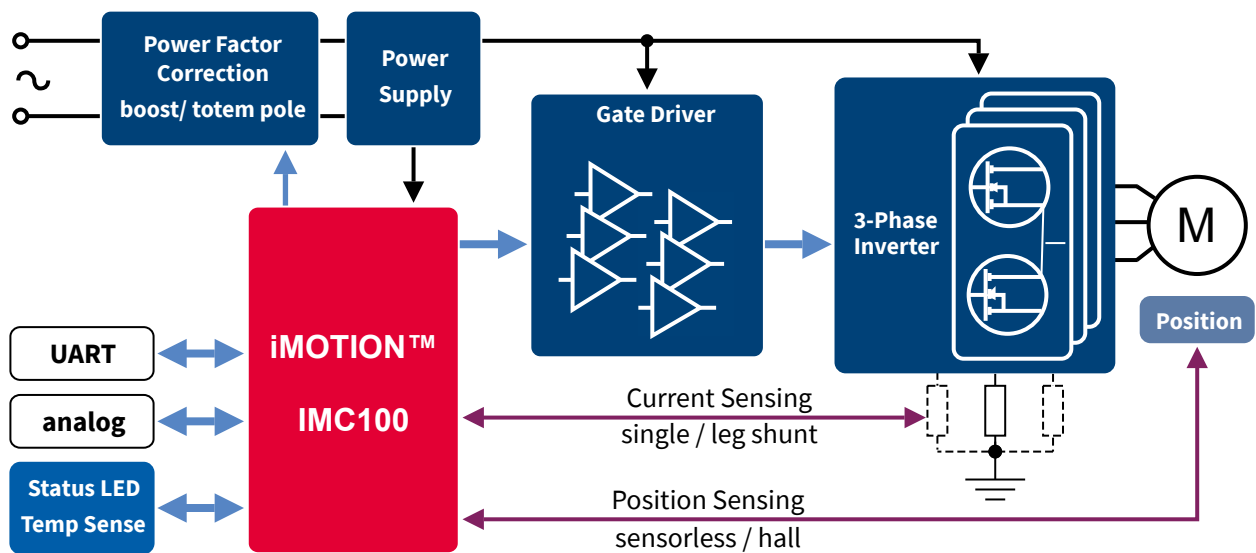 Power Factor
Correction
boost/ totem pole
Power
Supply
Gate Driver
3-Phase
Inverter
M
Position
iMOTION™
IMC100
UART
analog
Status LED
Temp Sense
Current Sensing
single / leg shunt
Position Sensing
sensorless / hall